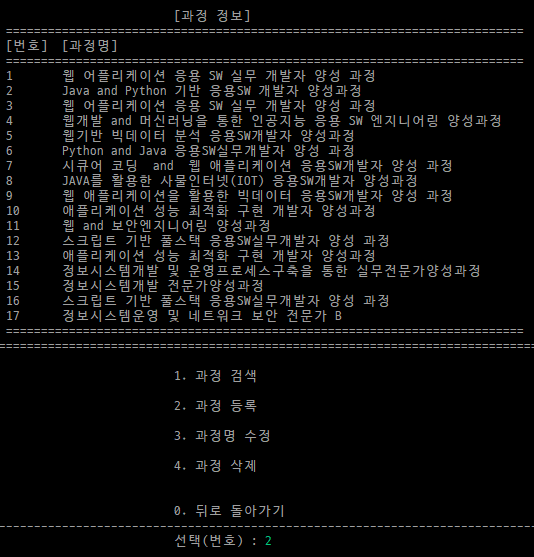 [과정 정보]
[번호] [과정명]
1 웹 어플리케이션 응용 SW 실무 개발자 양성 과정
2 Java and Python 기반 응용SW 개발자 양성과정
3 웹 어플리케이션 응용 SW 실무 개발자 양성 과정
4 웹개발 and 머신러닝을 통한 인공지능 응용 SW 엔지니어링 양성과정
5 웹기반 빅데이터 분석 응용SW개발자 양성과정
6 Python and Java 응용SW실무개발자 양성 과정
7 시큐어 코딩 and 웹 애플리케이션 응용SW개발자 양성 과정
8 JAVA를 활용한 사물인터넷(IOT) 응용SW개발자 양성과정
9 웹 애플리케이션을 활용한 빅데이터 응용SW개발자 양성과정
10 애플리케이션 성능 최적화 구현 개발자 양성과정
11 웹 and 보안엔지니어링 양성과정
12 스크립트 기반 풀스택 응용SW실무개발자 양성 과정
13 애플리케이션 성능 최적화 구현 개발자 양성과정
14 정보시스템개발 및 운영프로세스구축을 통한 실무전문가양성과정
15 정보시스템개발 전문가양성과정
16 스크립트 기반 풀스택 응용SW실무개발자 양성 과정
17 정보시스템운영 및 네트워크 보안 전문가 B
1. 과정 검색
2. 과정 등록
3. 과정명 수정
4. 과정 삭제
0. 뒤로 돌아가기
선택(번호) : 2